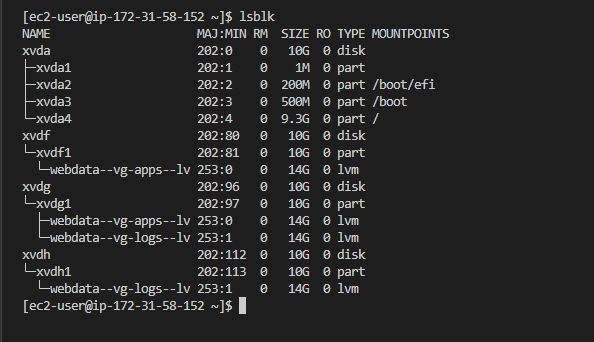 [ec2-user@ip-172-31-58-152 ~]$ lsblk
NAME                    MAJ:MIN RM  SIZE RO TYPE MOUNTPOINTS
xvda                    202:0    0   10G  0 disk
├─xvda1                 202:1    0    1M  0 part
├─xvda2                 202:2    0  200M  0 part /boot/efi
├─xvda3                 202:3    0  500M  0 part /boot
└─xvda4                 202:4    0  9.3G  0 part /
xvdf                    202:80   0   10G  0 disk
└─xvdf1                 202:81   0   10G  0 part
  └─webdata--vg-apps--lv 253:0    0   14G  0 lvm
xvdg                    202:96   0   10G  0 disk
└─xvdg1                 202:97   0   10G  0 part
  ├─webdata--vg-apps--lv 253:0    0   14G  0 lvm
  └─webdata--vg-logs--lv 253:1    0   14G  0 lvm
xvdh                    202:112  0   10G  0 disk
└─xvdh1                 202:113  0   10G  0 part
  └─webdata--vg-logs--lv 253:1    0   14G  0 lvm
[ec2-user@ip-172-31-58-152 ~]$